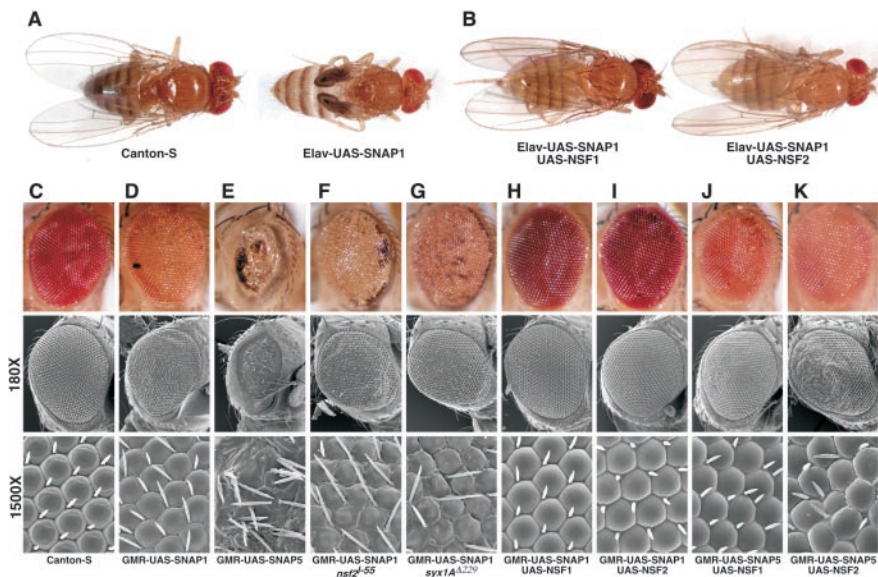 A
B
Canton-S
Elav-UAS-SNAP1
Elav-UAS-SNAP1
UAS-NSF1
Elav-UAS-SNAP1
UAS-NSF2
C D E F G H I J K
180X
1500X
Canton-S
GMR-UAS-SNAP1
GMR-UAS-SNAP5
GMR-UAS-SNAP1
nsf2^I-55
GMR-UAS-SNAP1
syx1A^Δ229
GMR-UAS-SNAP1
UAS-NSF1
GMR-UAS-SNAP1
UAS-NSF2
GMR-UAS-SNAP5
UAS-NSF1
GMR-UAS-SNAP5
UAS-NSF2